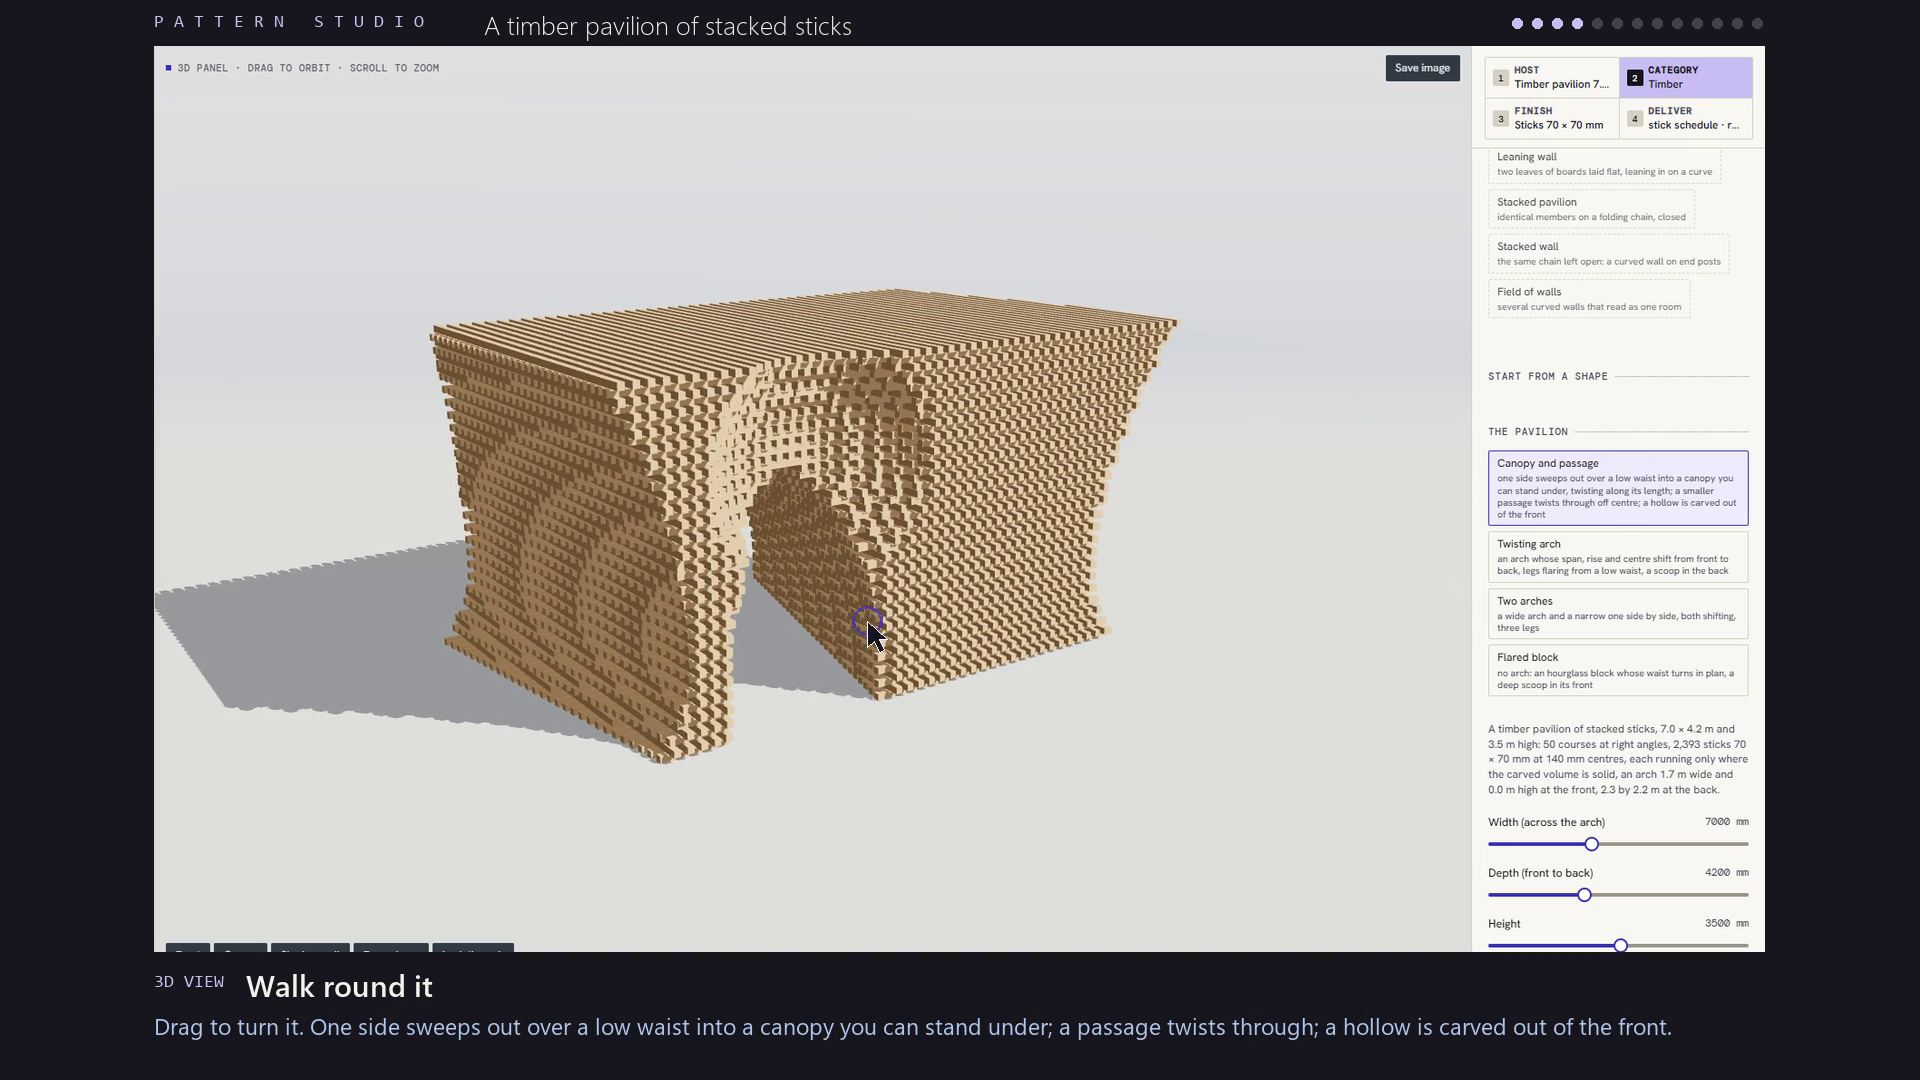 PATTERN STUDIO
A timber pavilion of stacked sticks
3D PANEL · DRAG TO ORBIT · SCROLL TO ZOOM
Save image
1 HOST
Timber pavilion 7....
2 CATEGORY
Timber
3 FINISH
Sticks 70 × 70 mm
4 DELIVER
stick schedule · r...
Leaning wall
two leaves of boards laid flat, leaning in on a curve
Stacked pavilion
identical members on a folding chain, closed
Stacked wall
the same chain left open: a curved wall on end posts
Field of walls
several curved walls that read as one room
START FROM A SHAPE
THE PAVILION
Canopy and passage
one side sweeps out over a low waist into a canopy you
can stand under, twisting along its length; a smaller
passage twists through off centre; a hollow is carved out
of the front
Twisting arch
an arch whose span, rise and centre shift from front to
back, legs flaring from a low waist, a scoop in the back
Two arches
a wide arch and a narrow one side by side, both shifting,
three legs
Flared block
no arch: an hourglass block whose waist turns in plan, a
deep scoop in its front
A timber pavilion of stacked sticks, 7.0 × 4.2 m and
3.5 m high: 50 courses at right angles, 2,393 sticks 70
× 70 mm at 140 mm centres, each running only where
the carved volume is solid, an arch 1.7 m wide and
0.0 m high at the front, 2.3 by 2.2 m at the back.
Width (across the arch) 7000 mm
Depth (front to back) 4200 mm
Height 3500 mm
3D VIEW Walk round it
Drag to turn it. One side sweeps out over a low waist into a canopy you can stand under; a passage twists through; a hollow is carved out of the front.